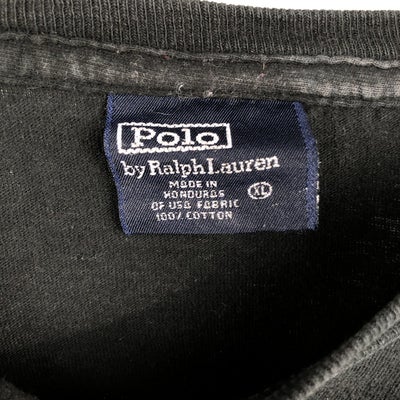 Polo
by Ralph Lauren
MADE IN
HONDURAS
OF USA FABRIC
100% COTTON
XL